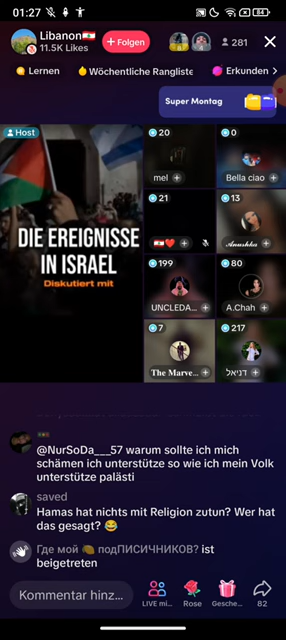 01:27
84
Libanon🇱🇧
11.5K Likes
+ Folgen
281
Lernen
Wöchentliche Rangliste
Erkunden
Super Montag
Host
DIE EREIGNISSE
IN ISRAEL
Diskutiert mit
20
mel
0
Bella ciao
21
🇱🇧❤️
13
Anushka
199
UNCLEDA...
80
A.Chah
7
The Marve...
217
דניאל
@NurSoDa___57 warum sollte ich mich
schämen ich unterstütze so wie ich mein Volk
unterstütze palästi
saved
Hamas hat nichts mit Religion zutun? Wer hat
das gesagt? 😂
Где мой 🍋 подПИСИЧНИКОВ? ist
beigetreten
Kommentar hinz...
LIVE mi...
Rose
Gesche...
82